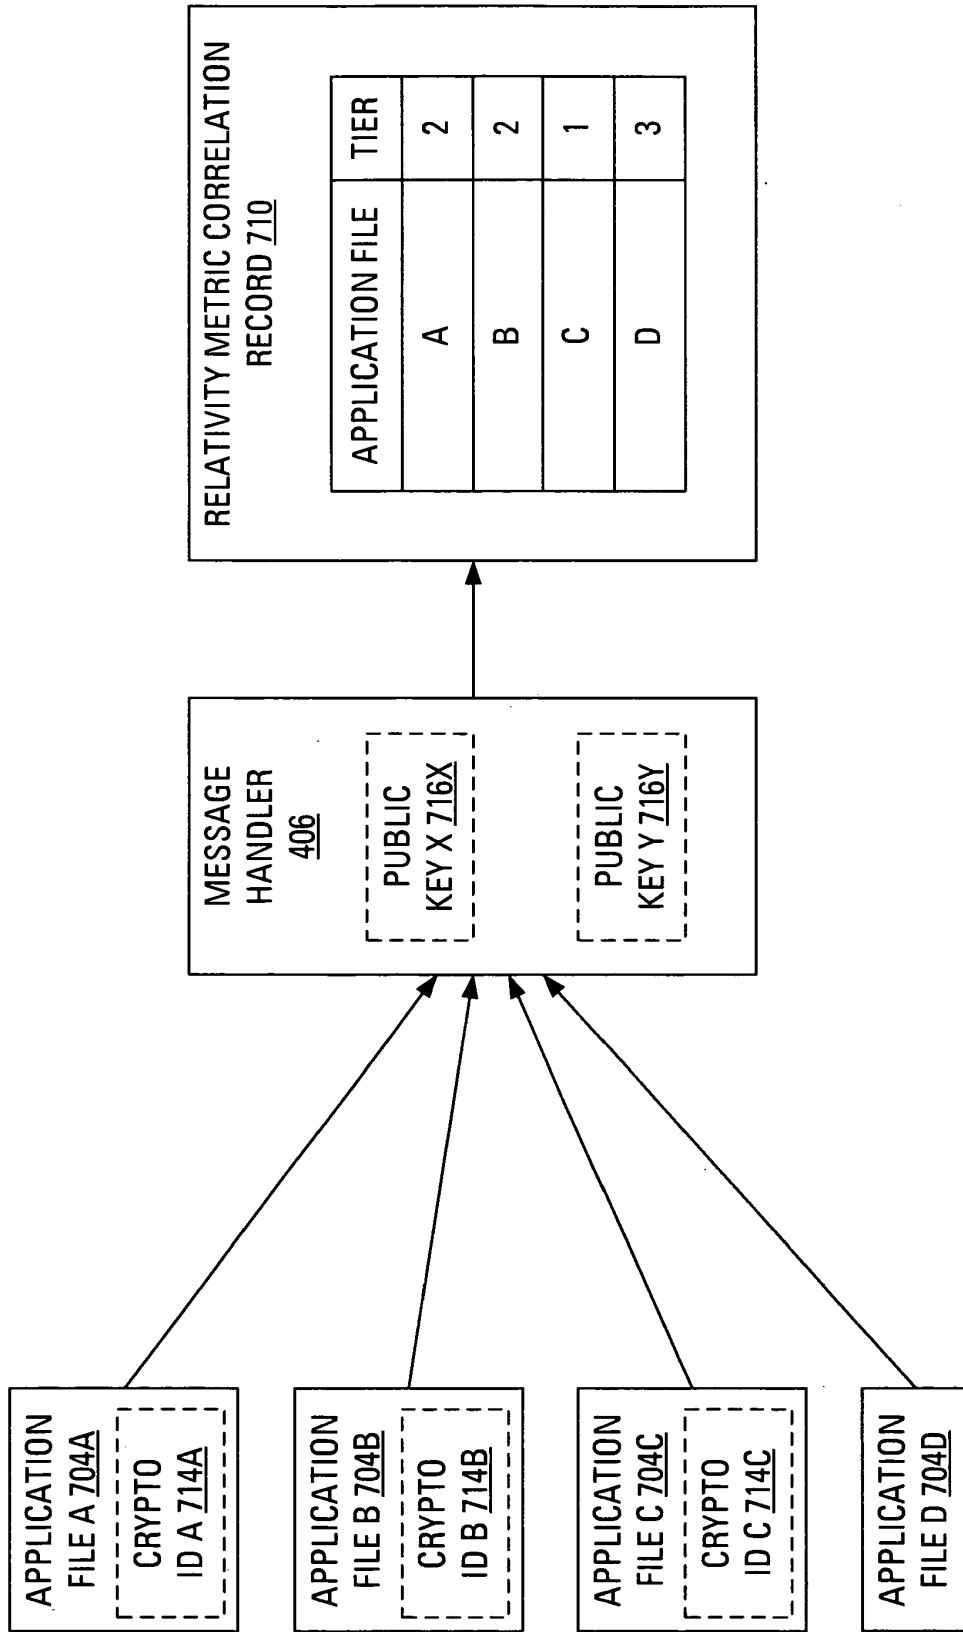 APPLICATION
FILE A 704A
CRYPTO
ID A 714A
APPLICATION
FILE B 704B
CRYPTO
ID B 714B
APPLICATION
FILE C 704C
CRYPTO
ID C 714C
APPLICATION
FILE D 704D
MESSAGE
HANDLER
406
PUBLIC
KEY X 716X
PUBLIC
KEY Y 716Y
RELATIVITY METRIC CORRELATION
RECORD 710
APPLICATION FILE TIER
A 2
B 2
C 1
D 3